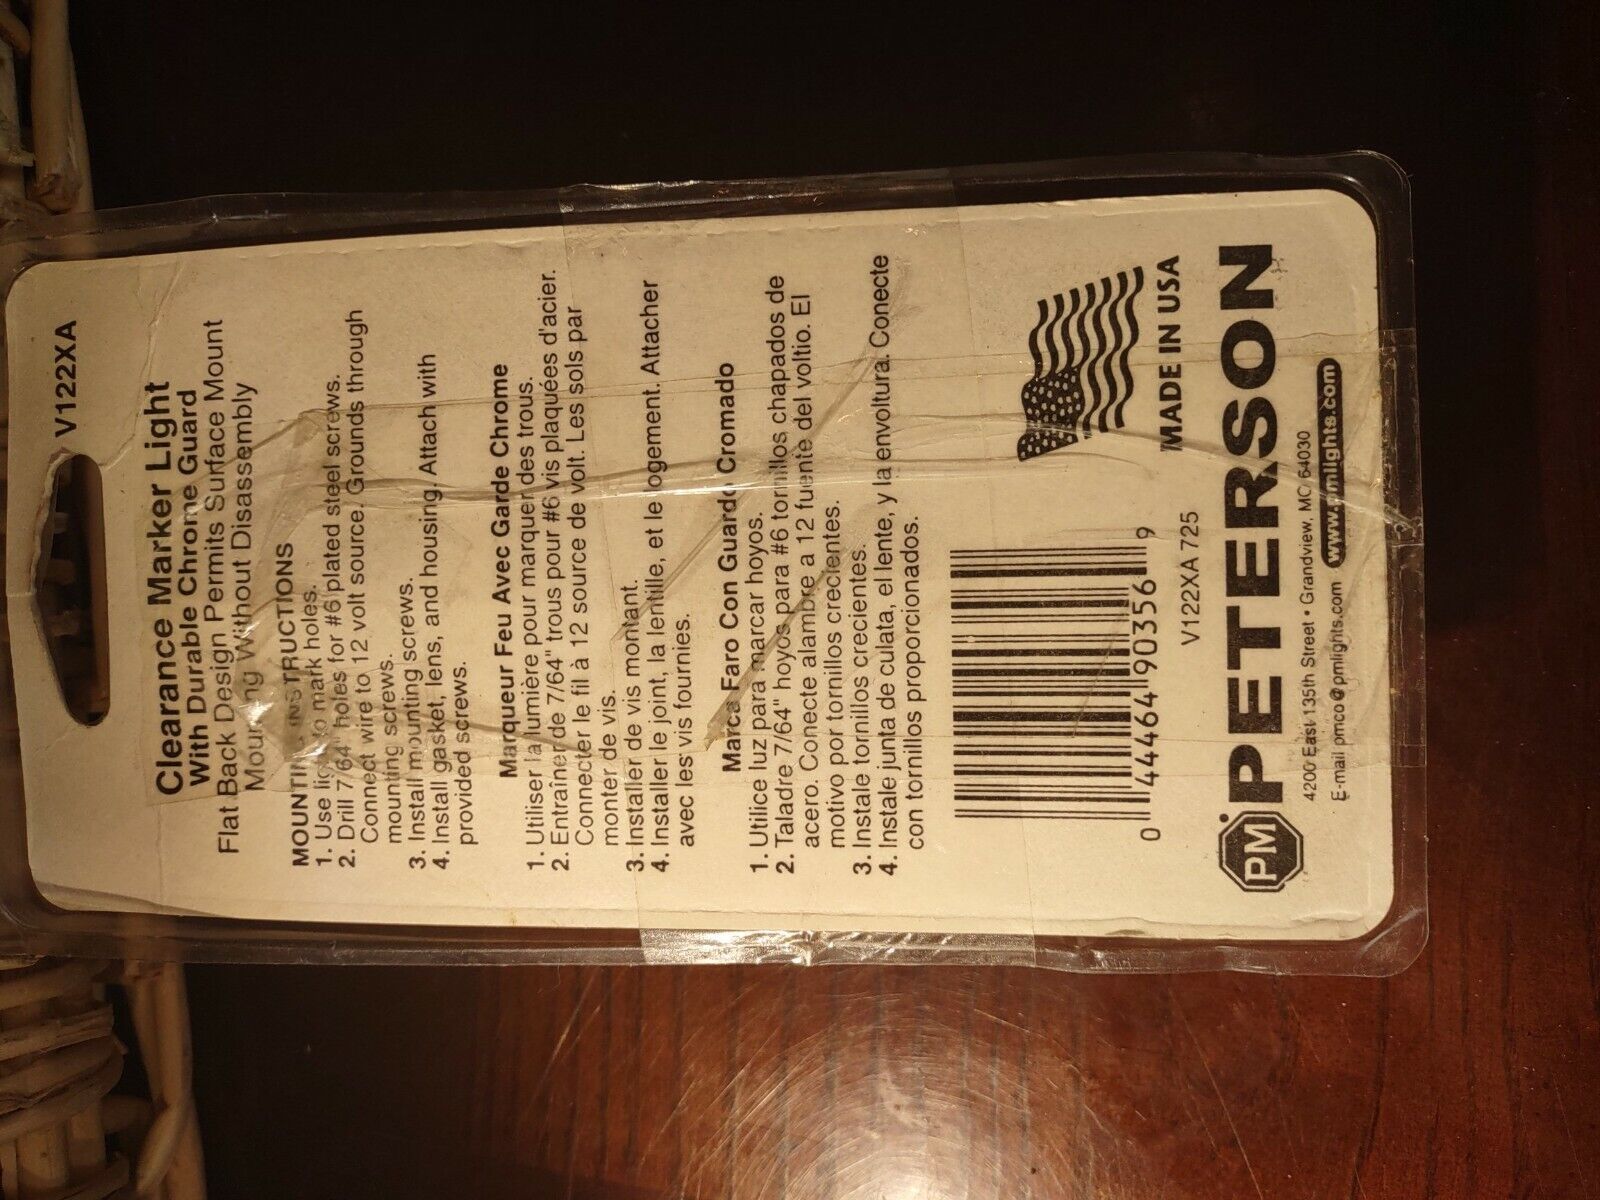 V122XA
Clearance Marker Light
With Durable Chrome Guard
Flat Back Design Permits Surface Mount
Mounting Without Disassembly
MOUNTING INSTRUCTIONS
1. Use light to mark holes.
2. Drill 7/64" holes for #6 plated steel screws.
Connect wire to 12 volt source. Grounds through
mounting screws.
3. Install mounting screws.
4. Install gasket, lens, and housing. Attach with
provided screws.
Marqueur Feu Avec Garde Chrome
1. Utiliser la lumière pour marquer des trous.
2. Entraîner de 7/64" trous pour #6 vis plaquées d'acier.
Connecter le fil à 12 source de volt. Les sols par
monter de vis.
3. Installer de vis montant.
4. Installer le joint, la lentille, et le logement. Attacher
avec les vis fournies.
Marca Faro Con Guardo Cromado
1. Utilice luz para marcar hoyos.
2. Taladre 7/64" hoyos para #6 tornillos chapados de
acero. Conecte alambre a 12 fuente del voltio. El
motivo por tornillos crecientes.
3. Instale tornillos crecientes.
4. Instale junta de culata, el lente, y la envoltura. Conecte
con tornillos proporcionados.
0 44464 90356 9
V122XA 725
MADE IN USA
PM PETERSON
4200 East 135th Street • Grandview, MO 64030
E-mail pmco@pmlights.com www.pmlights.com